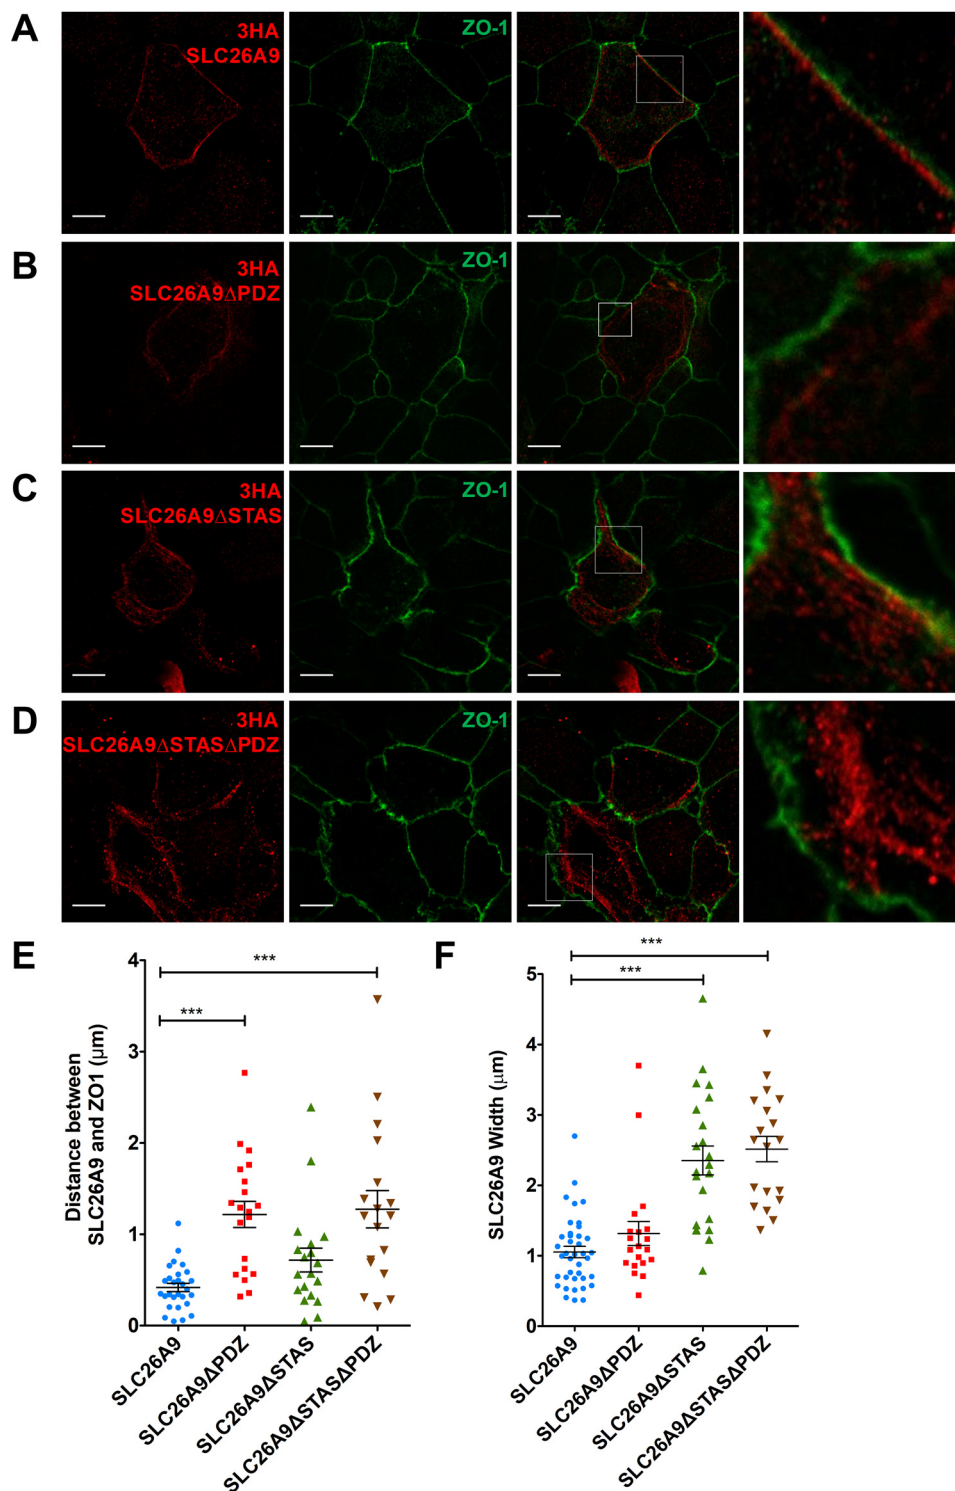 A
3HA
SLC26A9
ZO-1
B
3HA
SLC26A9ΔPDZ
ZO-1
C
3HA
SLC26A9ΔSTAS
ZO-1
D
3HA
SLC26A9ΔSTASΔPDZ
ZO-1
E
Distance between
SLC26A9 and ZO1 (μm)
4
3
2
1
0
***
***
SLC26A9
SLC26A9ΔPDZ
SLC26A9ΔSTAS
SLC26A9ΔSTASΔPDZ
F
SLC26A9 Width (μm)
5
4
3
2
1
0
***
***
SLC26A9
SLC26A9ΔPDZ
SLC26A9ΔSTAS
SLC26A9ΔSTASΔPDZ